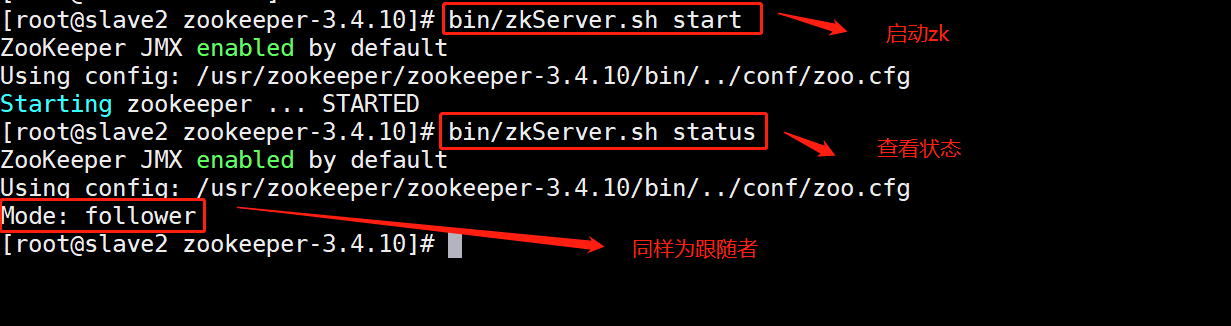 [root@slave2 zookeeper-3.4.10]# bin/zkServer.sh start
启动zk
ZooKeeper JMX enabled by default
Using config: /usr/zookeeper/zookeeper-3.4.10/bin/../conf/zoo.cfg
Starting zookeeper ... STARTED
[root@slave2 zookeeper-3.4.10]# bin/zkServer.sh status
查看状态
ZooKeeper JMX enabled by default
Using config: /usr/zookeeper/zookeeper-3.4.10/bin/../conf/zoo.cfg
Mode: follower
[root@slave2 zookeeper-3.4.10]#
同样为跟随者